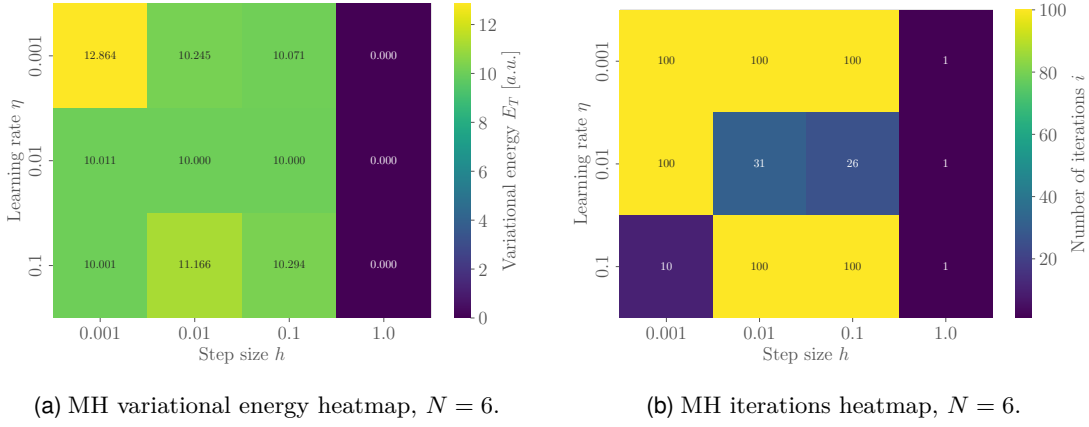 0.001 12.864 10.245 10.071 0.000
0.01 10.011 10.000 10.000 0.000
0.1 10.001 11.166 10.294 0.000
Learning rate η
0.001 0.01 0.1 1.0
Step size h
12
10
8
6
4
2
0
Variational energy E_T [a.u.]
(a) MH variational energy heatmap, N = 6.
0.001 100 100 100 1
0.01 100 31 26 1
0.1 10 100 100 1
Learning rate η
0.001 0.01 0.1 1.0
Step size h
100
80
60
40
20
Number of iterations i
(b) MH iterations heatmap, N = 6.